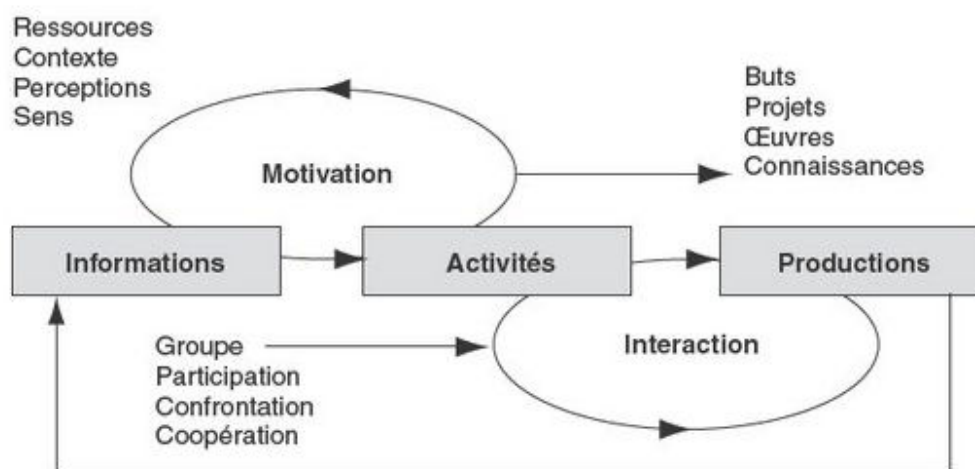 Ressources
Contexte
Perceptions
Sens
Buts
Projets
Œuvres
Connaissances
Motivation
Informations
Activités
Productions
Groupe
Participation
Confrontation
Coopération
Interaction